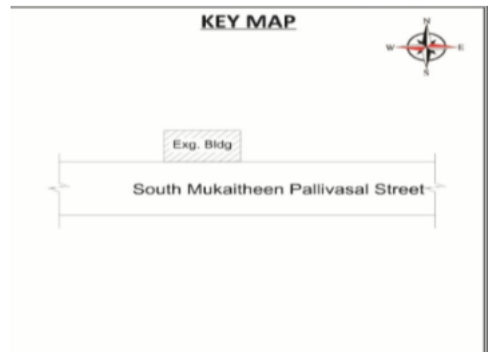 KEY MAP
N
W E
S
Exg. Bldg
South Mukaitheen Pallivasal Street